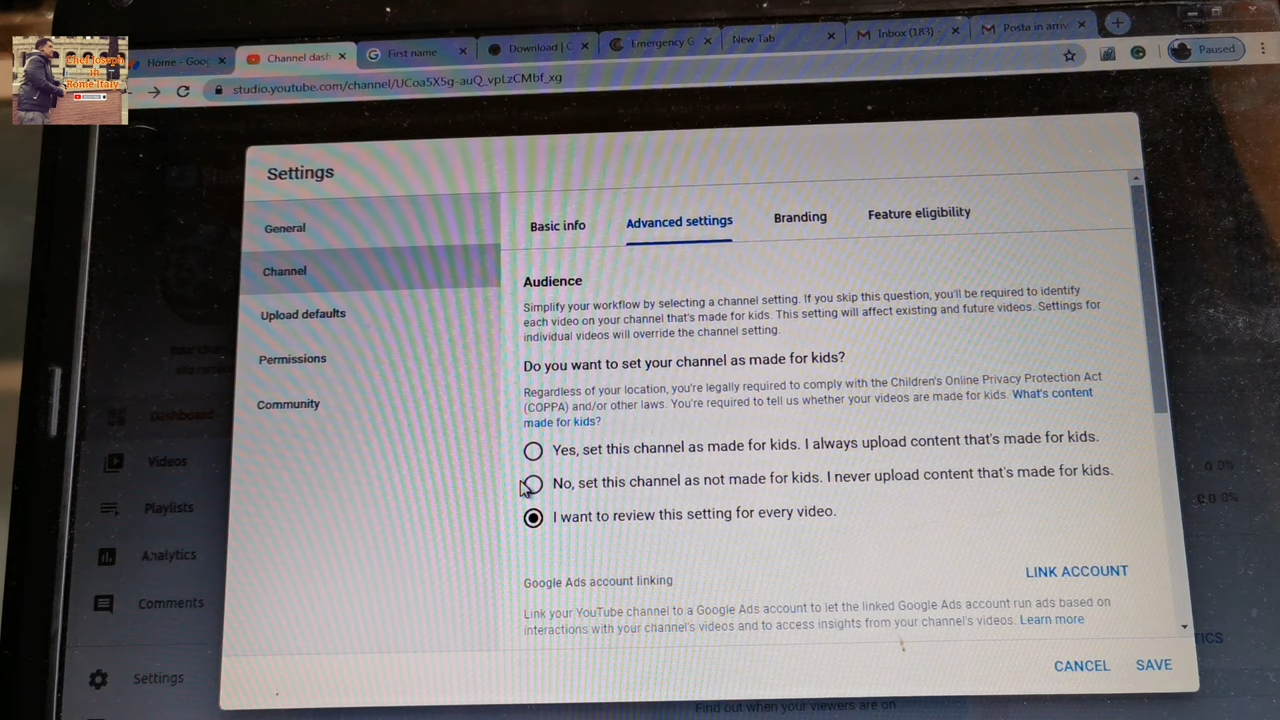 Chef Joseph
in
Rome Italy
Home - Goog
Channel dash
First name
Download | C
Emergency G
New Tab
Inbox (183) -
Posta in arriv
Paused
studio.youtube.com/channel/UCoa5X5g-auQ_vpLzCMbf_xg
Settings
General
Channel
Upload defaults
Permissions
Community
Basic info
Advanced settings
Branding
Feature eligibility
Audience
Simplify your workflow by selecting a channel setting. If you skip this question, you'll be required to identify
each video on your channel that's made for kids. This setting will affect existing and future videos. Settings for
individual videos will override the channel setting.
Do you want to set your channel as made for kids?
Regardless of your location, you're legally required to comply with the Children's Online Privacy Protection Act
(COPPA) and/or other laws. You're required to tell us whether your videos are made for kids. What's content
made for kids?
Yes, set this channel as made for kids. I always upload content that's made for kids.
No, set this channel as not made for kids. I never upload content that's made for kids.
I want to review this setting for every video.
Google Ads account linking
LINK ACCOUNT
Link your YouTube channel to a Google Ads account to let the linked Google Ads account run ads based on
interactions with your channel's videos and to access insights from your channel's videos. Learn more
CANCEL
SAVE
Dashboard
Videos
Playlists
Analytics
Comments
Settings
TICS
Find out when your viewers are on